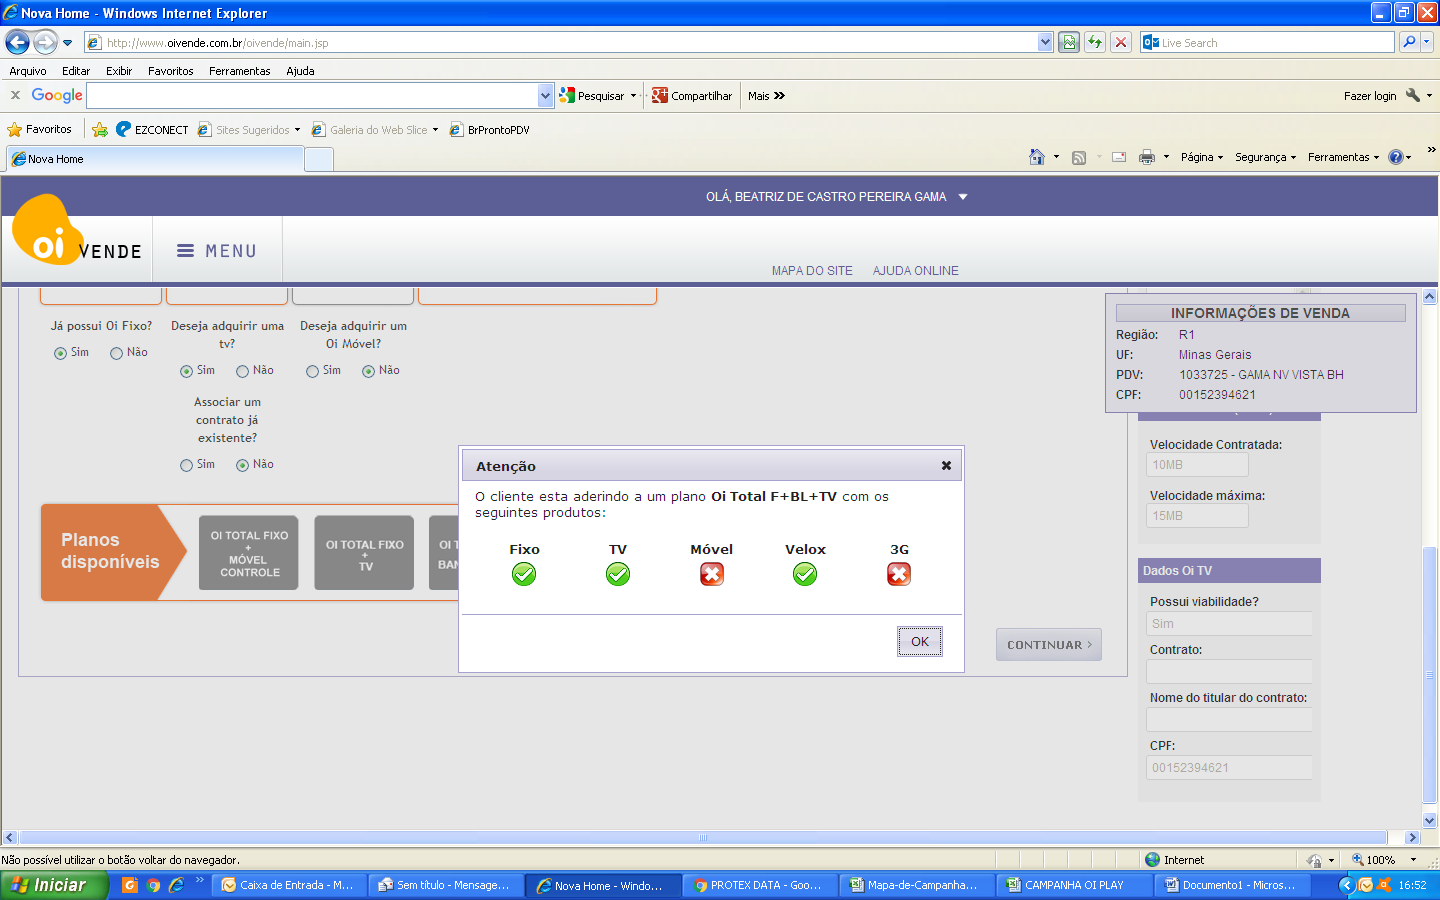 Nova Home - Windows Internet Explorer
http://www.oivende.com.br/oivende/main.jsp
Live Search
Arquivo Editar Exibir Favoritos Ferramentas Ajuda
x Google Pesquisar Compartilhar Mais »
Fazer login
Favoritos EZCONECT Sites Sugeridos Galeria do Web Slice BrProntoPDV
Nova Home
Página Segurança Ferramentas »
OLÁ, BEATRIZ DE CASTRO PEREIRA GAMA
oi VENDE
MENU
MAPA DO SITE AJUDA ONLINE
Já possui Oi Fixo?
Sim Não
Deseja adquirir uma
tv?
Sim Não
Deseja adquirir um
Oi Móvel?
Sim Não
Associar um
contrato já
existente?
Sim Não
INFORMAÇÕES DE VENDA
Região: R1
UF: Minas Gerais
PDV: 1033725 - GAMA NV VISTA BH
CPF: 00152394621
Velocidade Contratada:
10MB
Velocidade máxima:
15MB
Atenção
O cliente esta aderindo a um plano Oi Total F+BL+TV com os
seguintes produtos:
Fixo TV Móvel Velox 3G
OK
Planos
disponíveis
OI TOTAL FIXO
+
MÓVEL
CONTROLE
OI TOTAL FIXO
+
TV
OI T
BAN
CONTINUAR >
Dados Oi TV
Possui viabilidade?
Sim
Contrato:
Nome do titular do contrato:
CPF:
00152394621
Não possível utilizar o botão voltar do navegador.
Internet
100%
Iniciar
»
Caixa de Entrada - M...
Sem título - Mensage...
Nova Home - Windo...
PROTEX DATA - Goo...
Mapa-de-Campanha...
CAMPANHA OI PLAY
Documento1 - Micros...
16:52